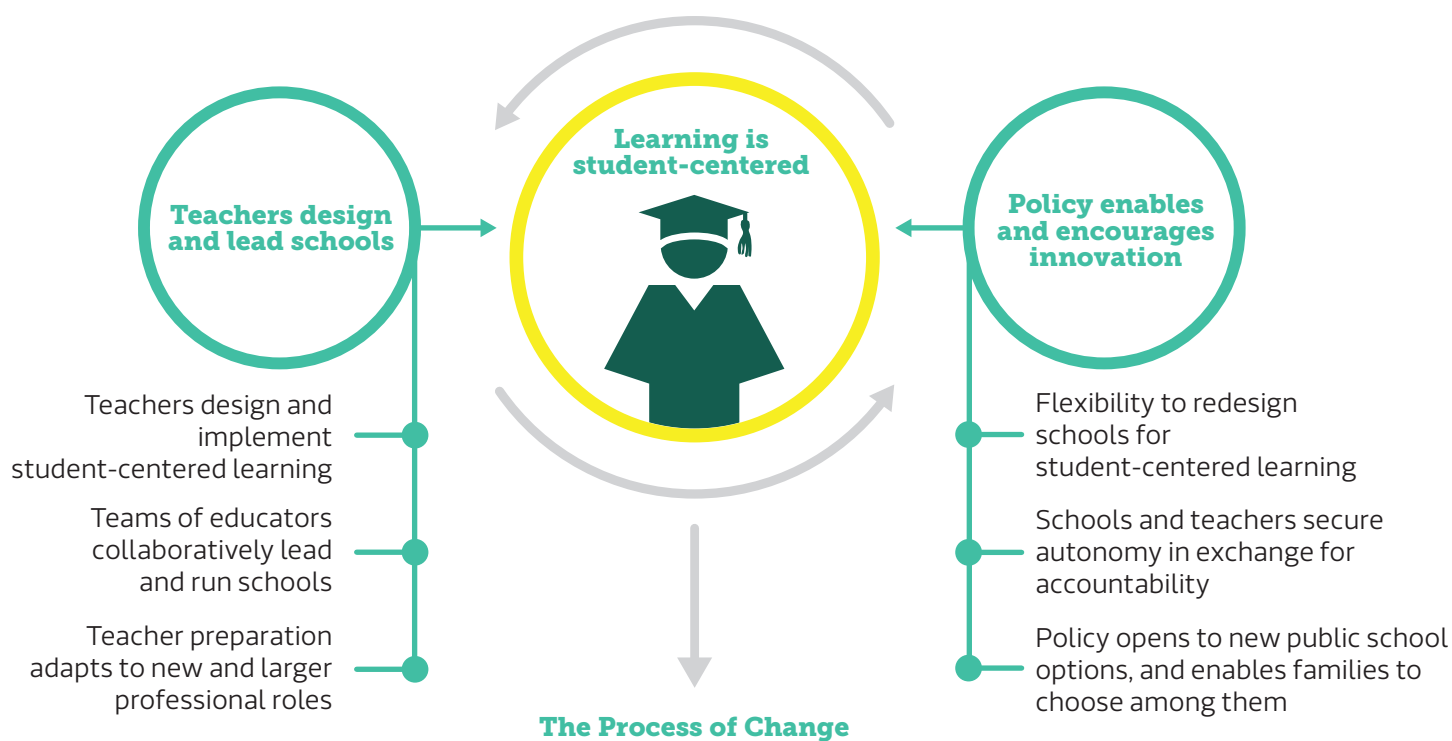 Learning is
student-centered
Teachers design
and lead schools
Policy enables
and encourages
innovation
Teachers design and
implement
student-centered learning
Teams of educators
collaboratively lead
and run schools
Teacher preparation
adapts to new and larger
professional roles
Flexibility to redesign
schools for
student-centered learning
Schools and teachers secure
autonomy in exchange for
accountability
Policy opens to new public school
options, and enables families to
choose among them
The Process of Change